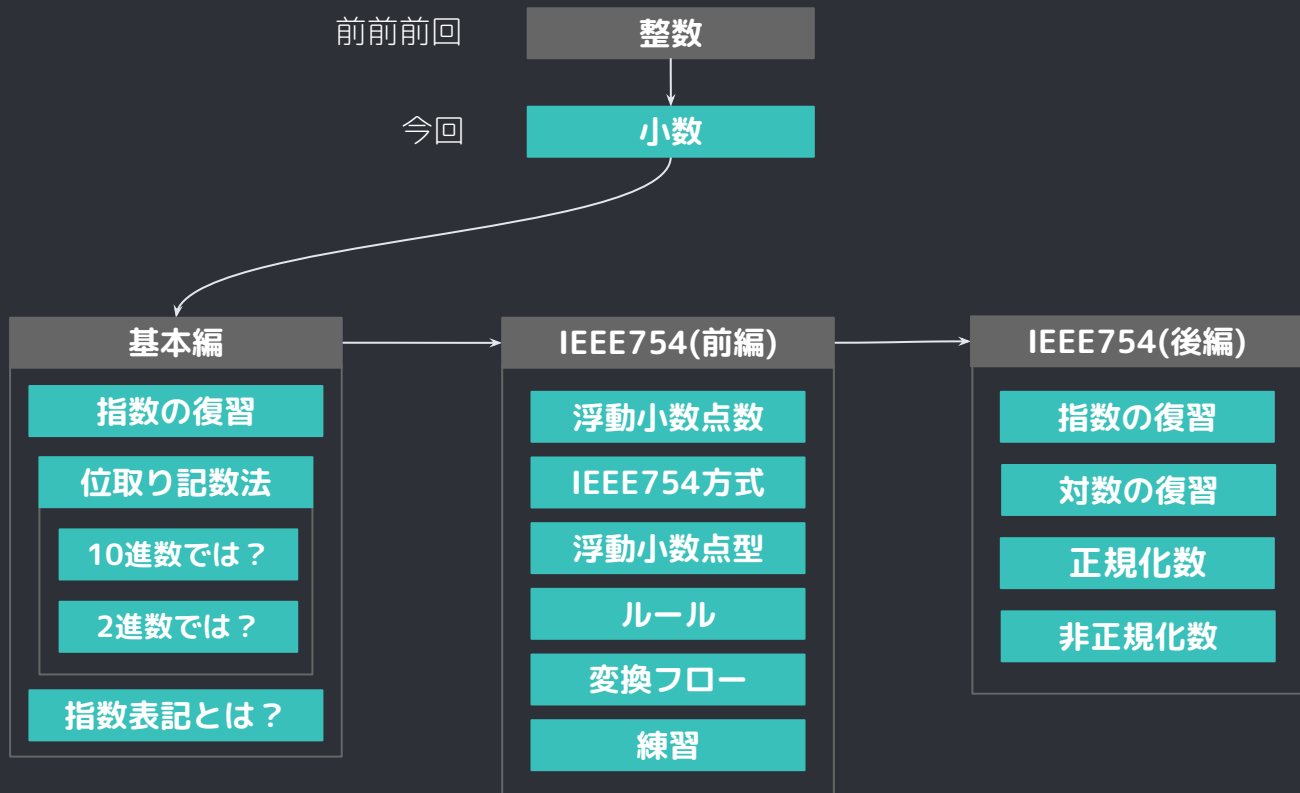 前前前回
整数
今回
小数
基本編
指数の復習
位取り記数法
10進数では？
2進数では？
指数表記とは？
IEEE754(前編)
浮動小数点数
IEEE754方式
浮動小数点型
ルール
変換フロー
練習
IEEE754(後編)
指数の復習
対数の復習
正規化数
非正規化数